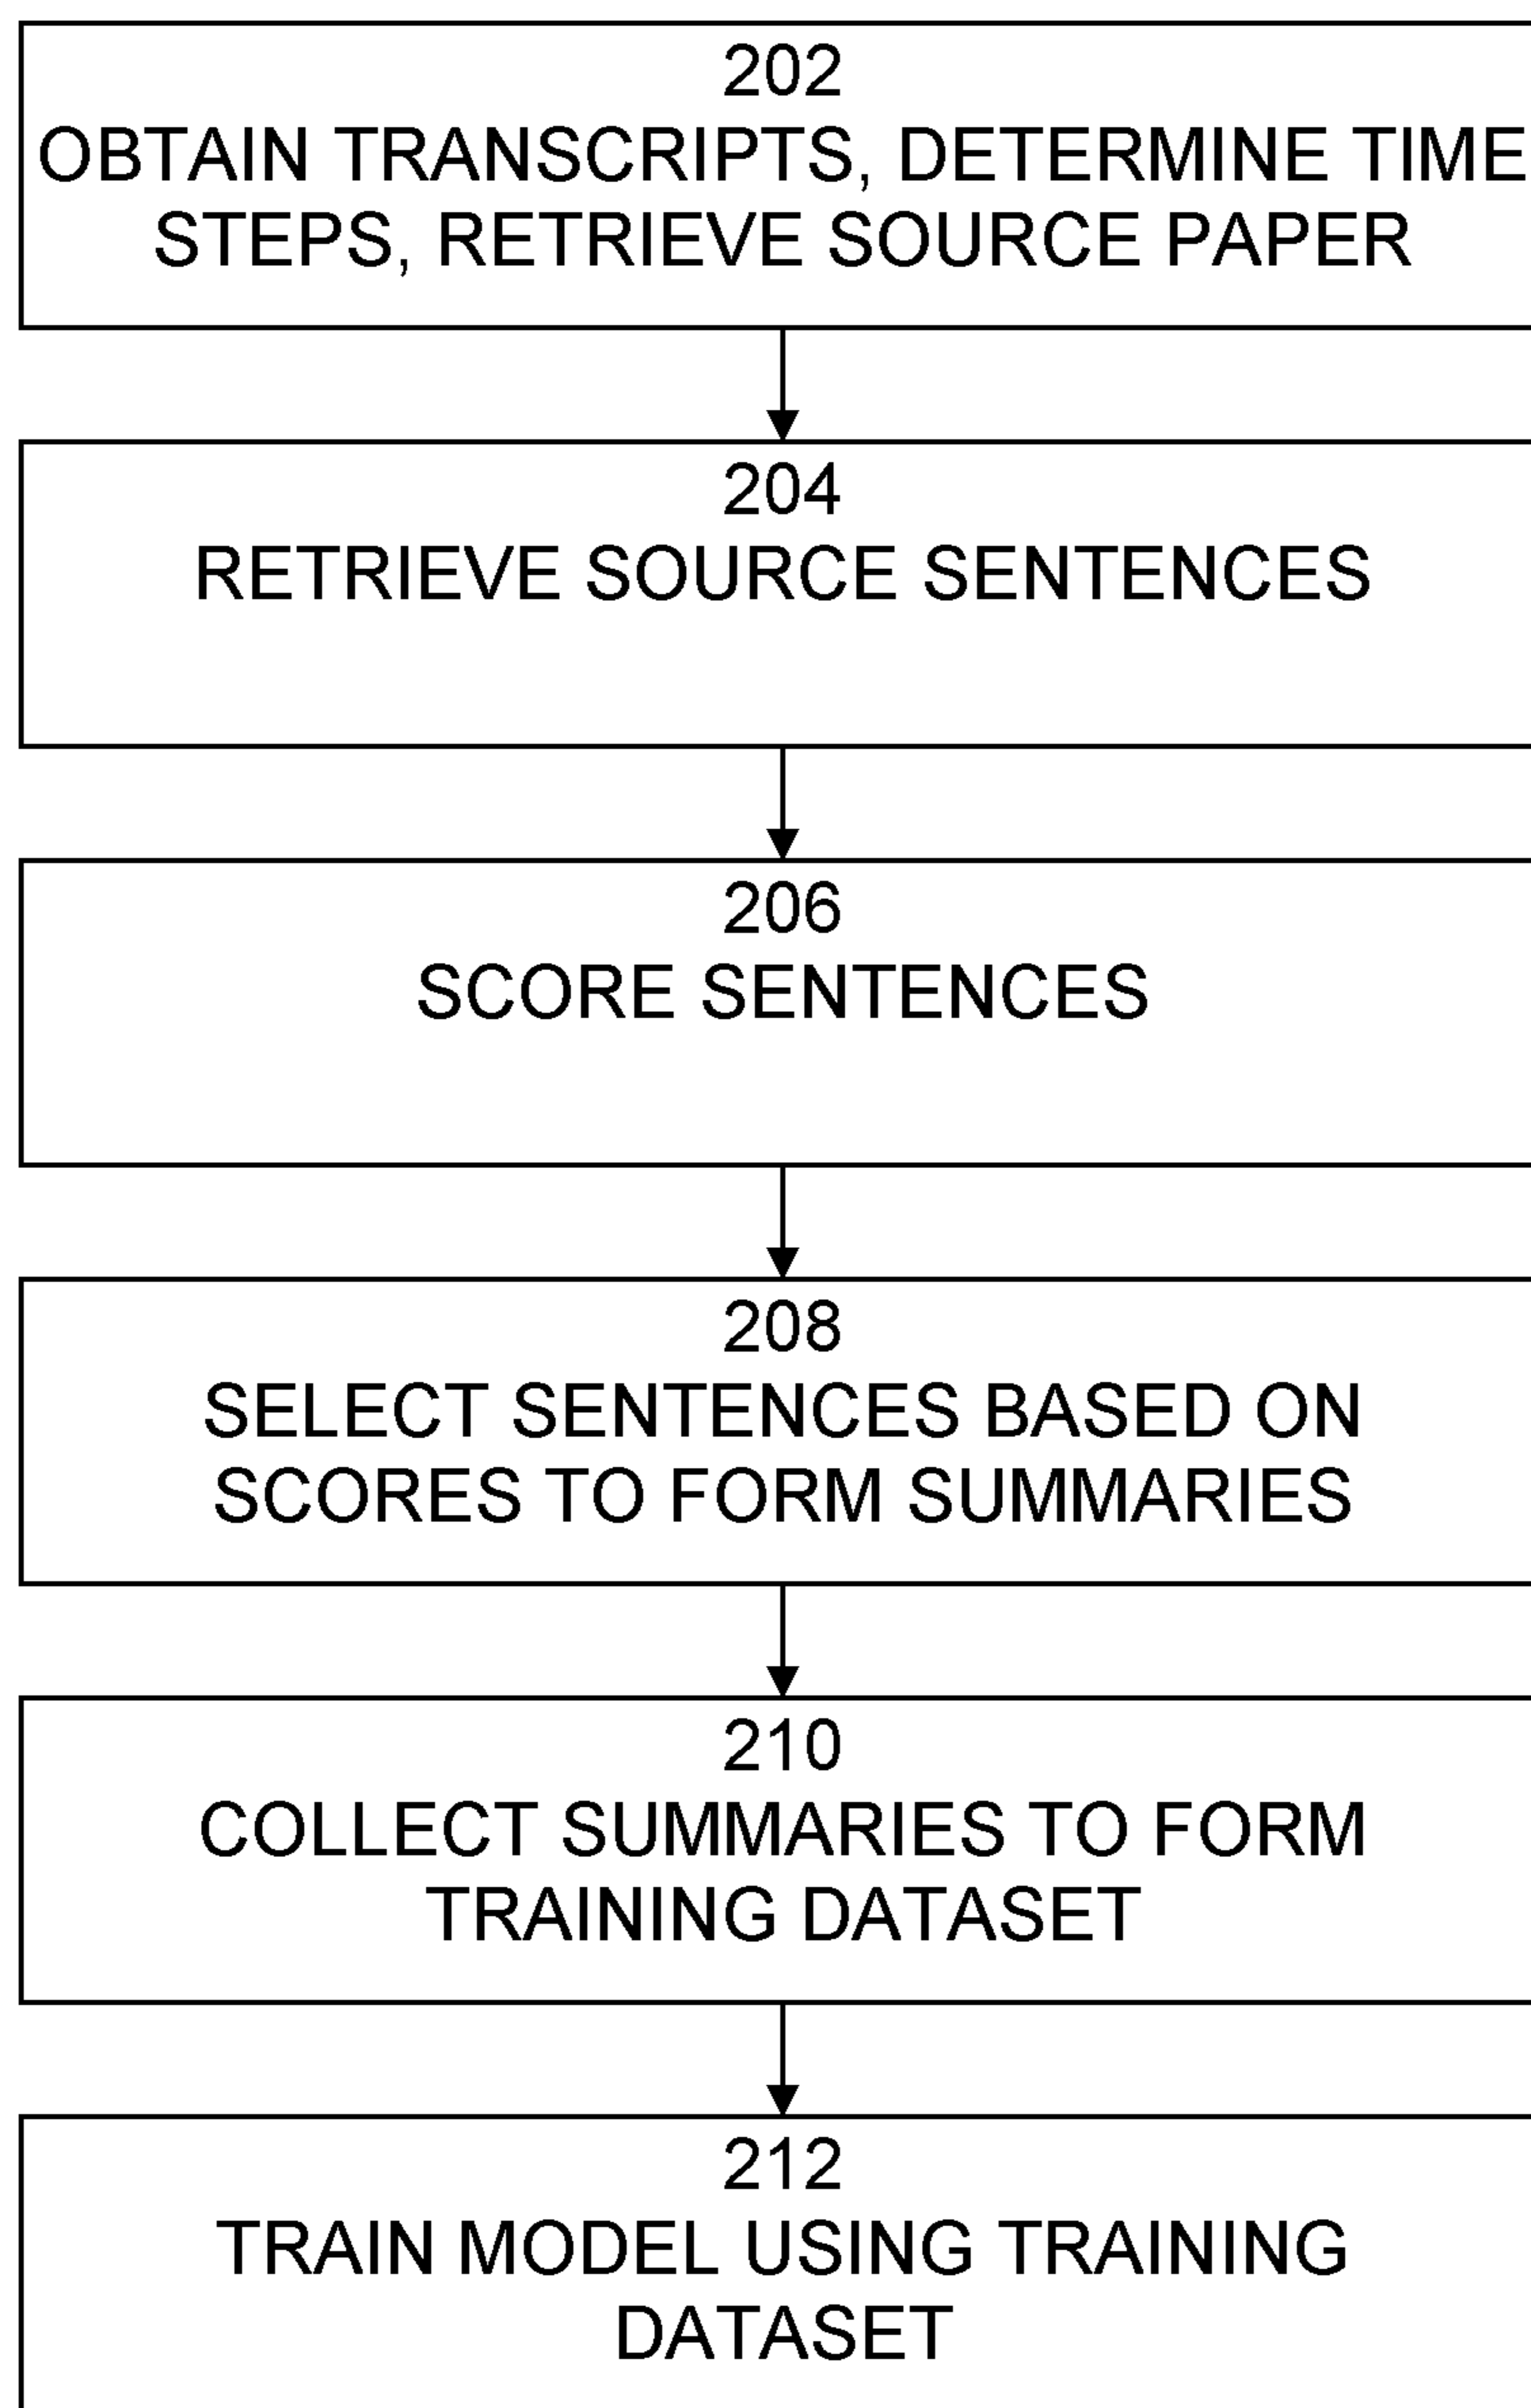 202
OBTAIN TRANSCRIPTS, DETERMINE TIME
STEPS, RETRIEVE SOURCE PAPER
204
RETRIEVE SOURCE SENTENCES
206
SCORE SENTENCES
208
SELECT SENTENCES BASED ON
SCORES TO FORM SUMMARIES
210
COLLECT SUMMARIES TO FORM
TRAINING DATASET
212
TRAIN MODEL USING TRAINING
DATASET